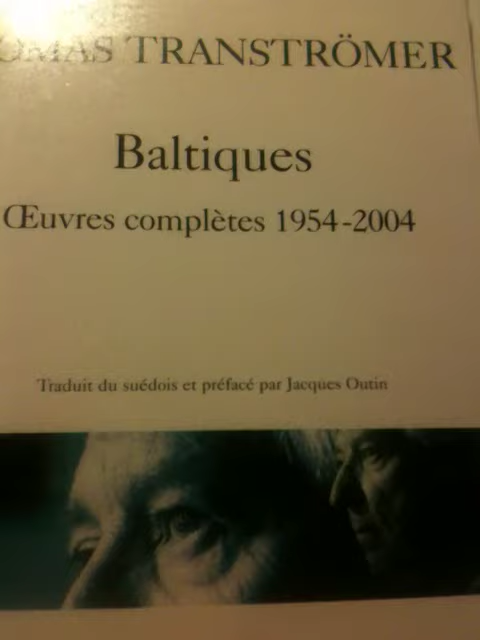 OMAS TRANSTRÖMER
Baltiques
Œuvres complètes 1954-2004
Traduit du suédois et préfacé par Jacques Outin